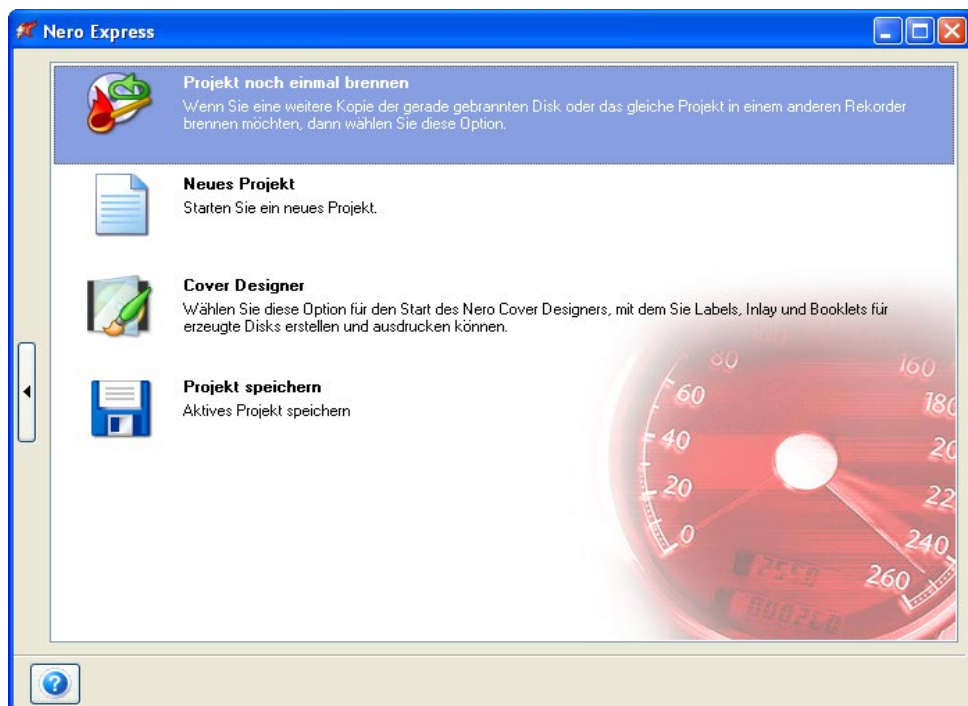 Nero Express
Projekt noch einmal brennen
Wenn Sie eine weitere Kopie der gerade gebrannten Disk oder das gleiche Projekt in einem anderen Rekorder
brennen möchten, dann wählen Sie diese Option.
Neues Projekt
Starten Sie ein neues Projekt.
Cover Designer
Wählen Sie diese Option für den Start des Nero Cover Designers, mit dem Sie Labels, Inlay und Booklets für
erzeugte Disks erstellen und ausdrucken können.
Projekt speichern
Aktives Projekt speichern
0
20
40
60
80
100
160
180
20
22
240
260